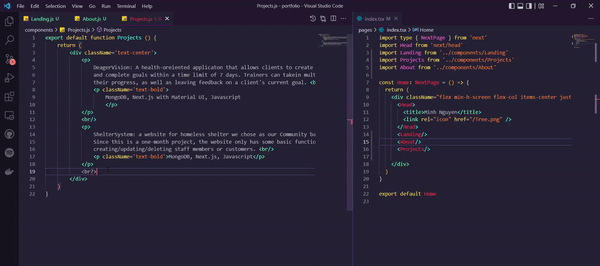 File Edit Selection View Go Run Terminal Help
Projects.js - portfolio - Visual Studio Code
Landing.js U
About.js U
Projects.js U
components > Projects.js > Projects
1 export default function Projects () {
2 return (
3 <div className='text-center'>
4 <p>
5 DeagerVision: A health-oreiented applicaton that allows clients to create
6 and complete goals within a time limit of 7 days. Trainers can takein mult
7 their progress, as well as leaving feedback on a client's current goal. <b
8 <p className='text-bold'>
9 MongoDB, Next.js with Material UI, Javascript
10 </p>
11 </p>
12 <br/>
13 <p>
14 ShelterSystem: a website for homeless shelter we chose as our Community ba
15 Since this is a one-month project, the website only has some basic functio
16 creating/updating/deleting staff members or customers. <br/>
17 <p className='text-bold'>MongoDB, Next.js, Javascript</p>
18 </p>
19 <br/>
20 </div>
21 )
22 }
index.tsx M
pages > index.tsx > Home
1 import type { NextPage } from 'next'
2 import Head from 'next/head'
3 import Landing from '../components/Landing'
4 import Projects from '../components/Projects'
5 import About from '../components/About'
6
7 const Home: NextPage = () => {
8 return (
9 <div className="flex min-h-screen flex-col items-center just
10 <Head>
11 <title>Minh Nguyen</title>
12 <link rel="icon" href="/tree.png" />
13 </Head>
14 <Landing/>
15 <About/>
16 <Projects/>
17
18 </div>
19 )
20 }
21
22 export default Home